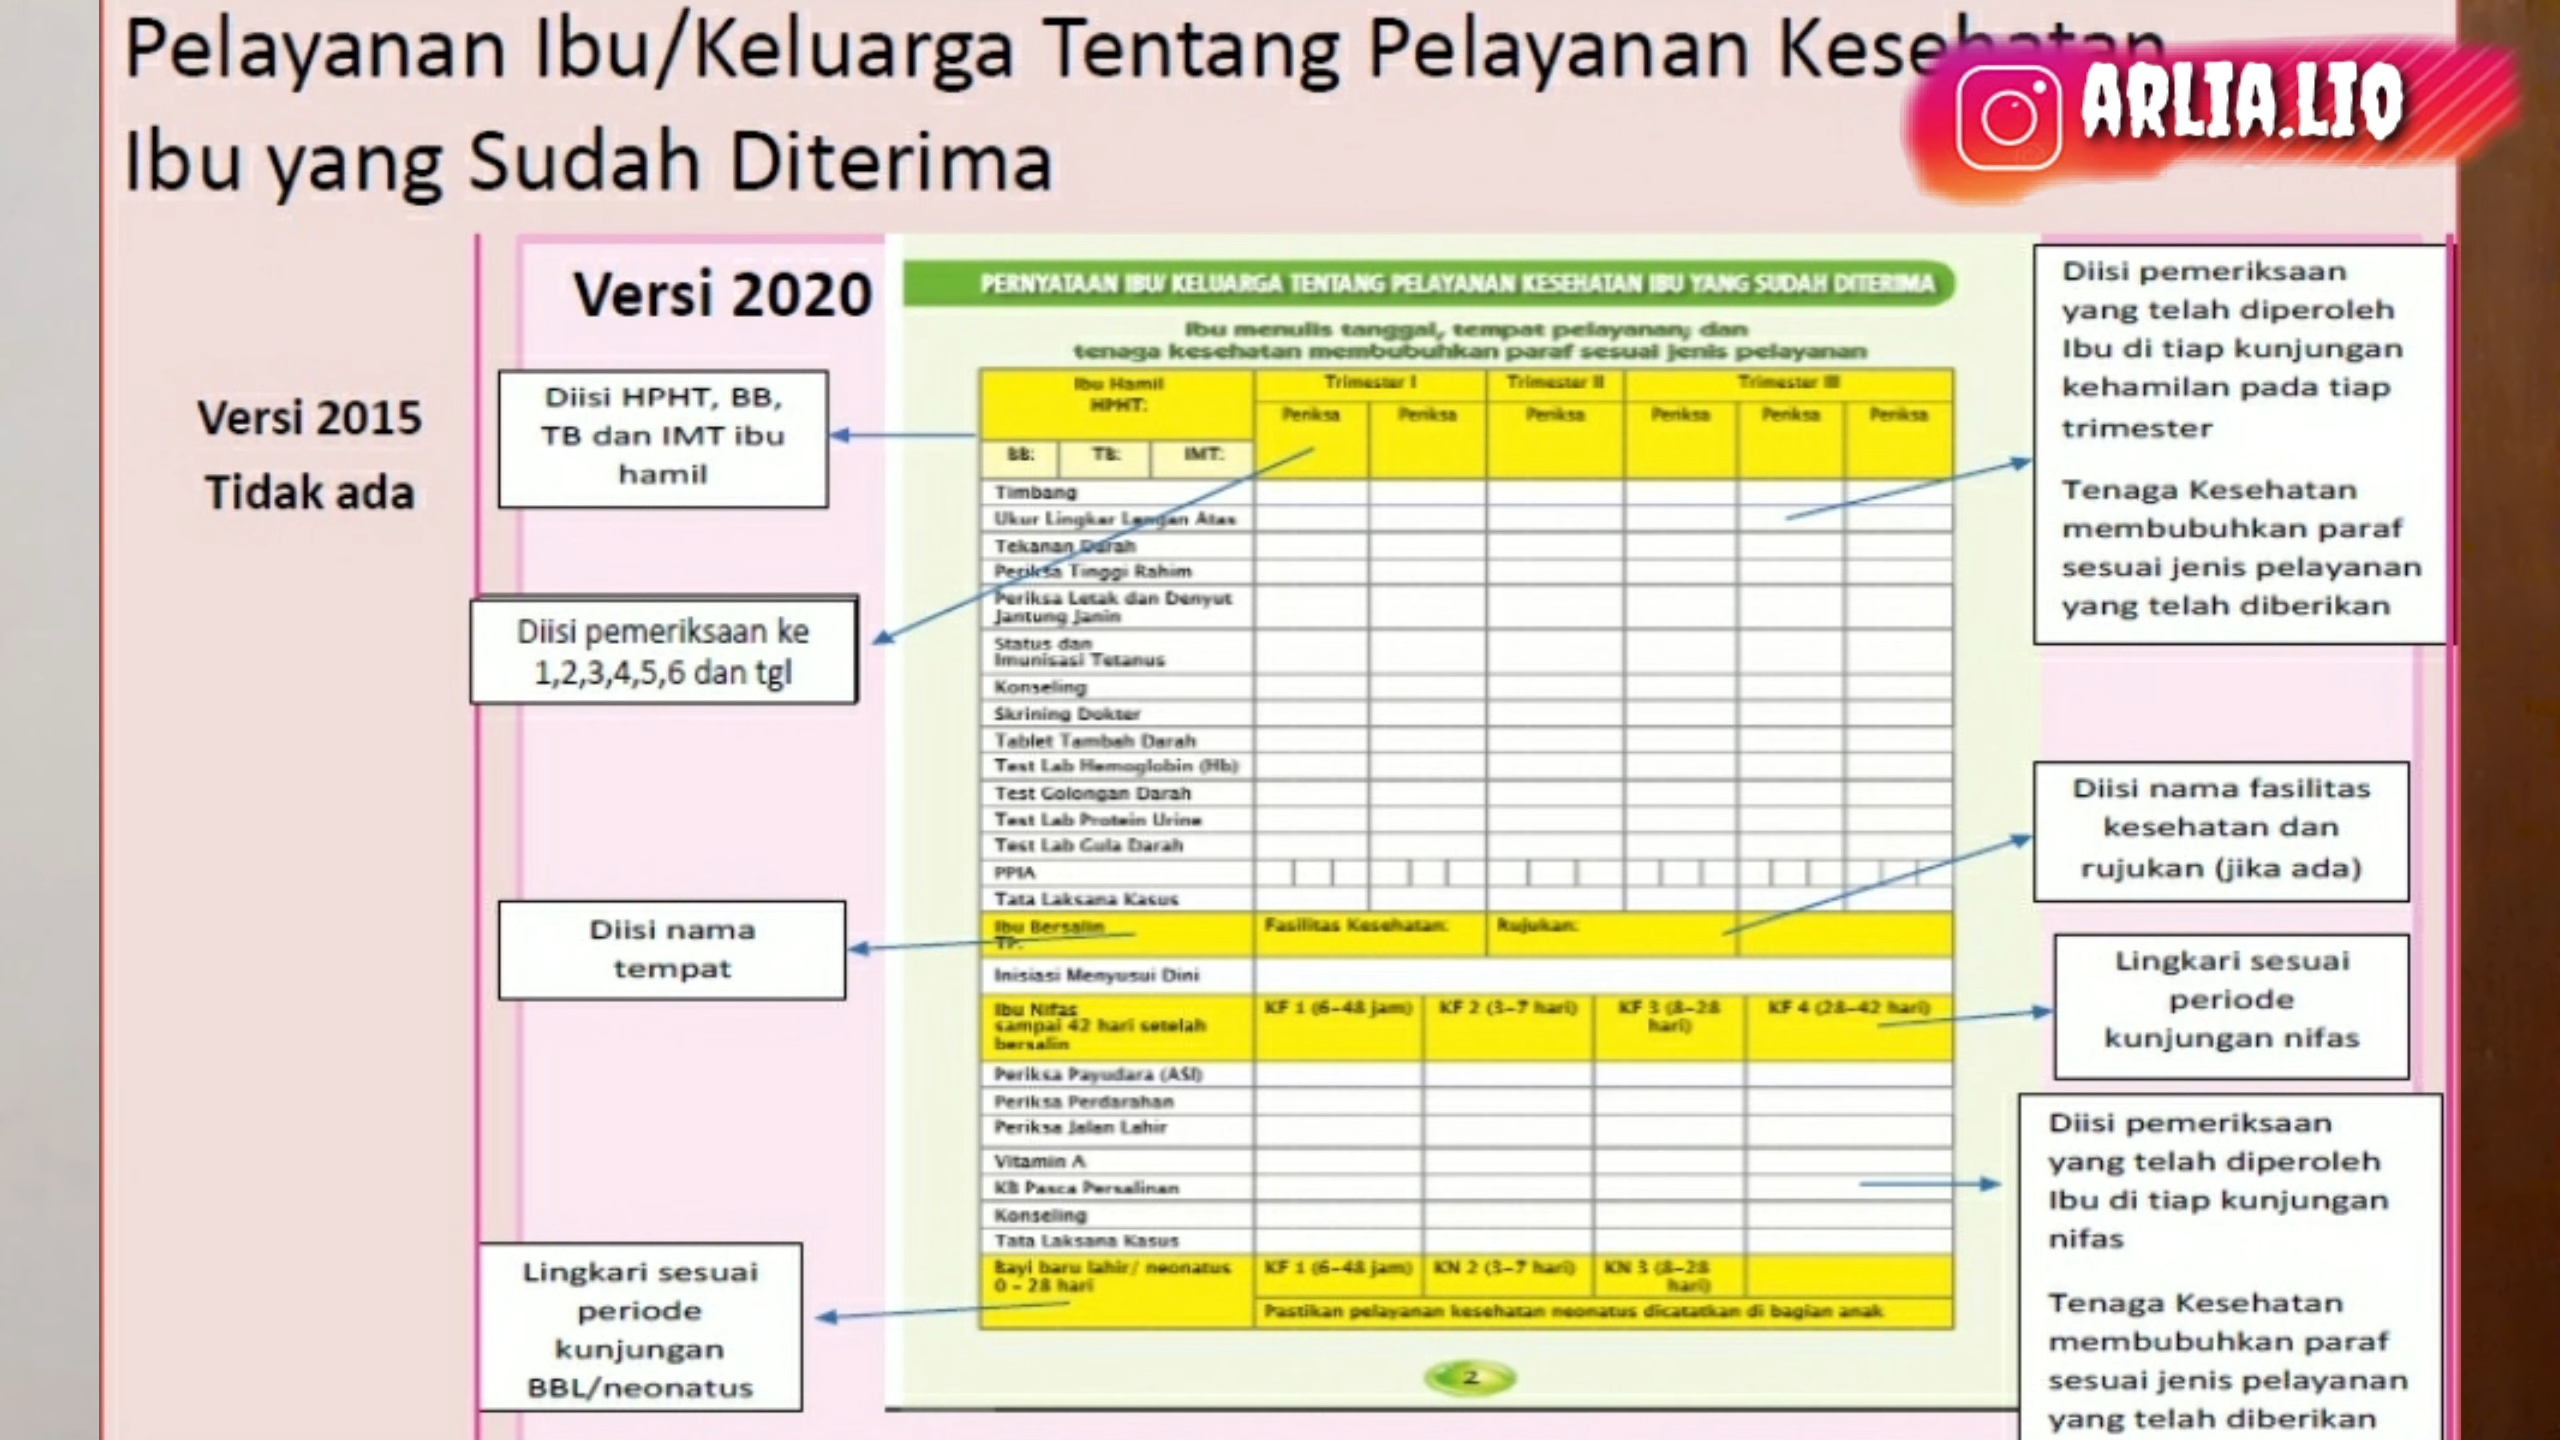 Pelayanan Ibu/Keluarga Tentang Pelayanan Kesehatan
Ibu yang Sudah Diterima
ARLIA.LIO
Versi 2015
Tidak ada
Versi 2020
Diisi HPHT, BB,
TB dan IMT ibu
hamil
Diisi pemeriksaan ke
1,2,3,4,5,6 dan tgl
Diisi nama
tempat
Lingkari sesuai
periode
kunjungan
BBL/neonatus
PERNYATAAN IBU/ KELUARGA TENTANG PELAYANAN KESEHATAN IBU YANG SUDAH DITERIMA
Ibu menulis tanggal, tempat pelayanan; dan
tenaga kesehatan membubuhkan paraf sesuai jenis pelayanan
Ibu Hamil
HPHT:
Trimester I Trimester II Trimester III
Periksa Periksa Periksa Periksa Periksa Periksa
BB: TB: IMT:
Timbang
Ukur Lingkar Lengan Atas
Tekanan Darah
Periksa Tinggi Rahim
Periksa Letak dan Denyut
Jantung Janin
Status dan
Imunisasi Tetanus
Konseling
Skrining Dokter
Tablet Tambah Darah
Test Lab Hemoglobin (Hb)
Test Golongan Darah
Test Lab Protein Urine
Test Lab Gula Darah
PPIA
Tata Laksana Kasus
Ibu Bersalin Fasilitas Kesehatan: Rujukan:
TP:
Inisiasi Menyusui Dini
Ibu Nifas
sampai 42 hari setelah
bersalin
KF 1 (6-48 jam) KF 2 (3-7 hari) KF 3 (8-28
hari)
KF 4 (28-42 hari)
Periksa Payudara (ASI)
Periksa Perdarahan
Periksa Jalan Lahir
Vitamin A
KB Pasca Persalinan
Konseling
Tata Laksana Kasus
Bayi baru lahir/ neonatus
0 - 28 hari
KF 1 (6-48 jam) KN 2 (3-7 hari) KN 3 (8-28
hari)
Pastikan pelayanan kesehatan neonatus dicatatkan di bagian anak
2
Diisi pemeriksaan
yang telah diperoleh
Ibu di tiap kunjungan
kehamilan pada tiap
trimester
Tenaga Kesehatan
membubuhkan paraf
sesuai jenis pelayanan
yang telah diberikan
Diisi nama fasilitas
kesehatan dan
rujukan (jika ada)
Lingkari sesuai
periode
kunjungan nifas
Diisi pemeriksaan
yang telah diperoleh
Ibu di tiap kunjungan
nifas
Tenaga Kesehatan
membubuhkan paraf
sesuai jenis pelayanan
yang telah diberikan